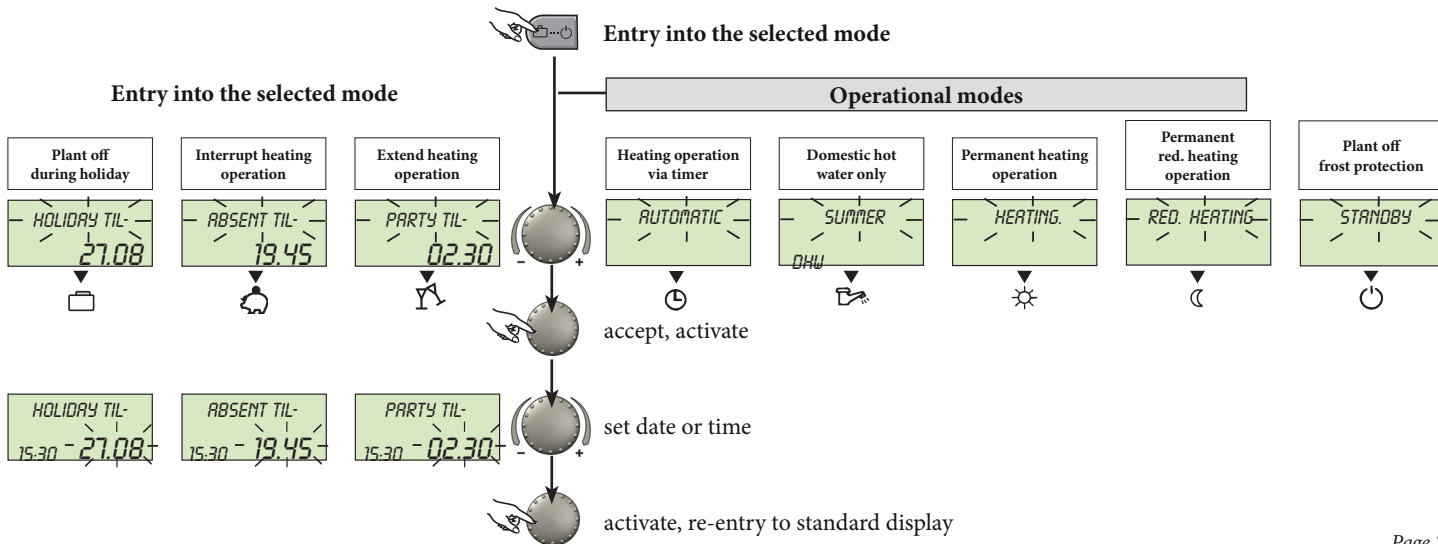 Entry into the selected mode
Entry into the selected mode
Operational modes
Plant off
during holiday
Interrupt heating
operation
Extend heating
operation
Heating operation
via timer
Domestic hot
water only
Permanent heating
operation
Permanent
red. heating
operation
Plant off
frost protection
HOLIDAY TIL-
27.08
ABSENT TIL-
19.45
PARTY TIL-
02.30
- +
AUTOMATIC
SUMMER
DHW
HEATING.
RED. HEATING
STANDBY
accept, activate
HOLIDAY TIL-
15:30 27.08
ABSENT TIL-
15:30 19.45
PARTY TIL-
15:30 02.30
- +
set date or time
activate, re-entry to standard display
Page